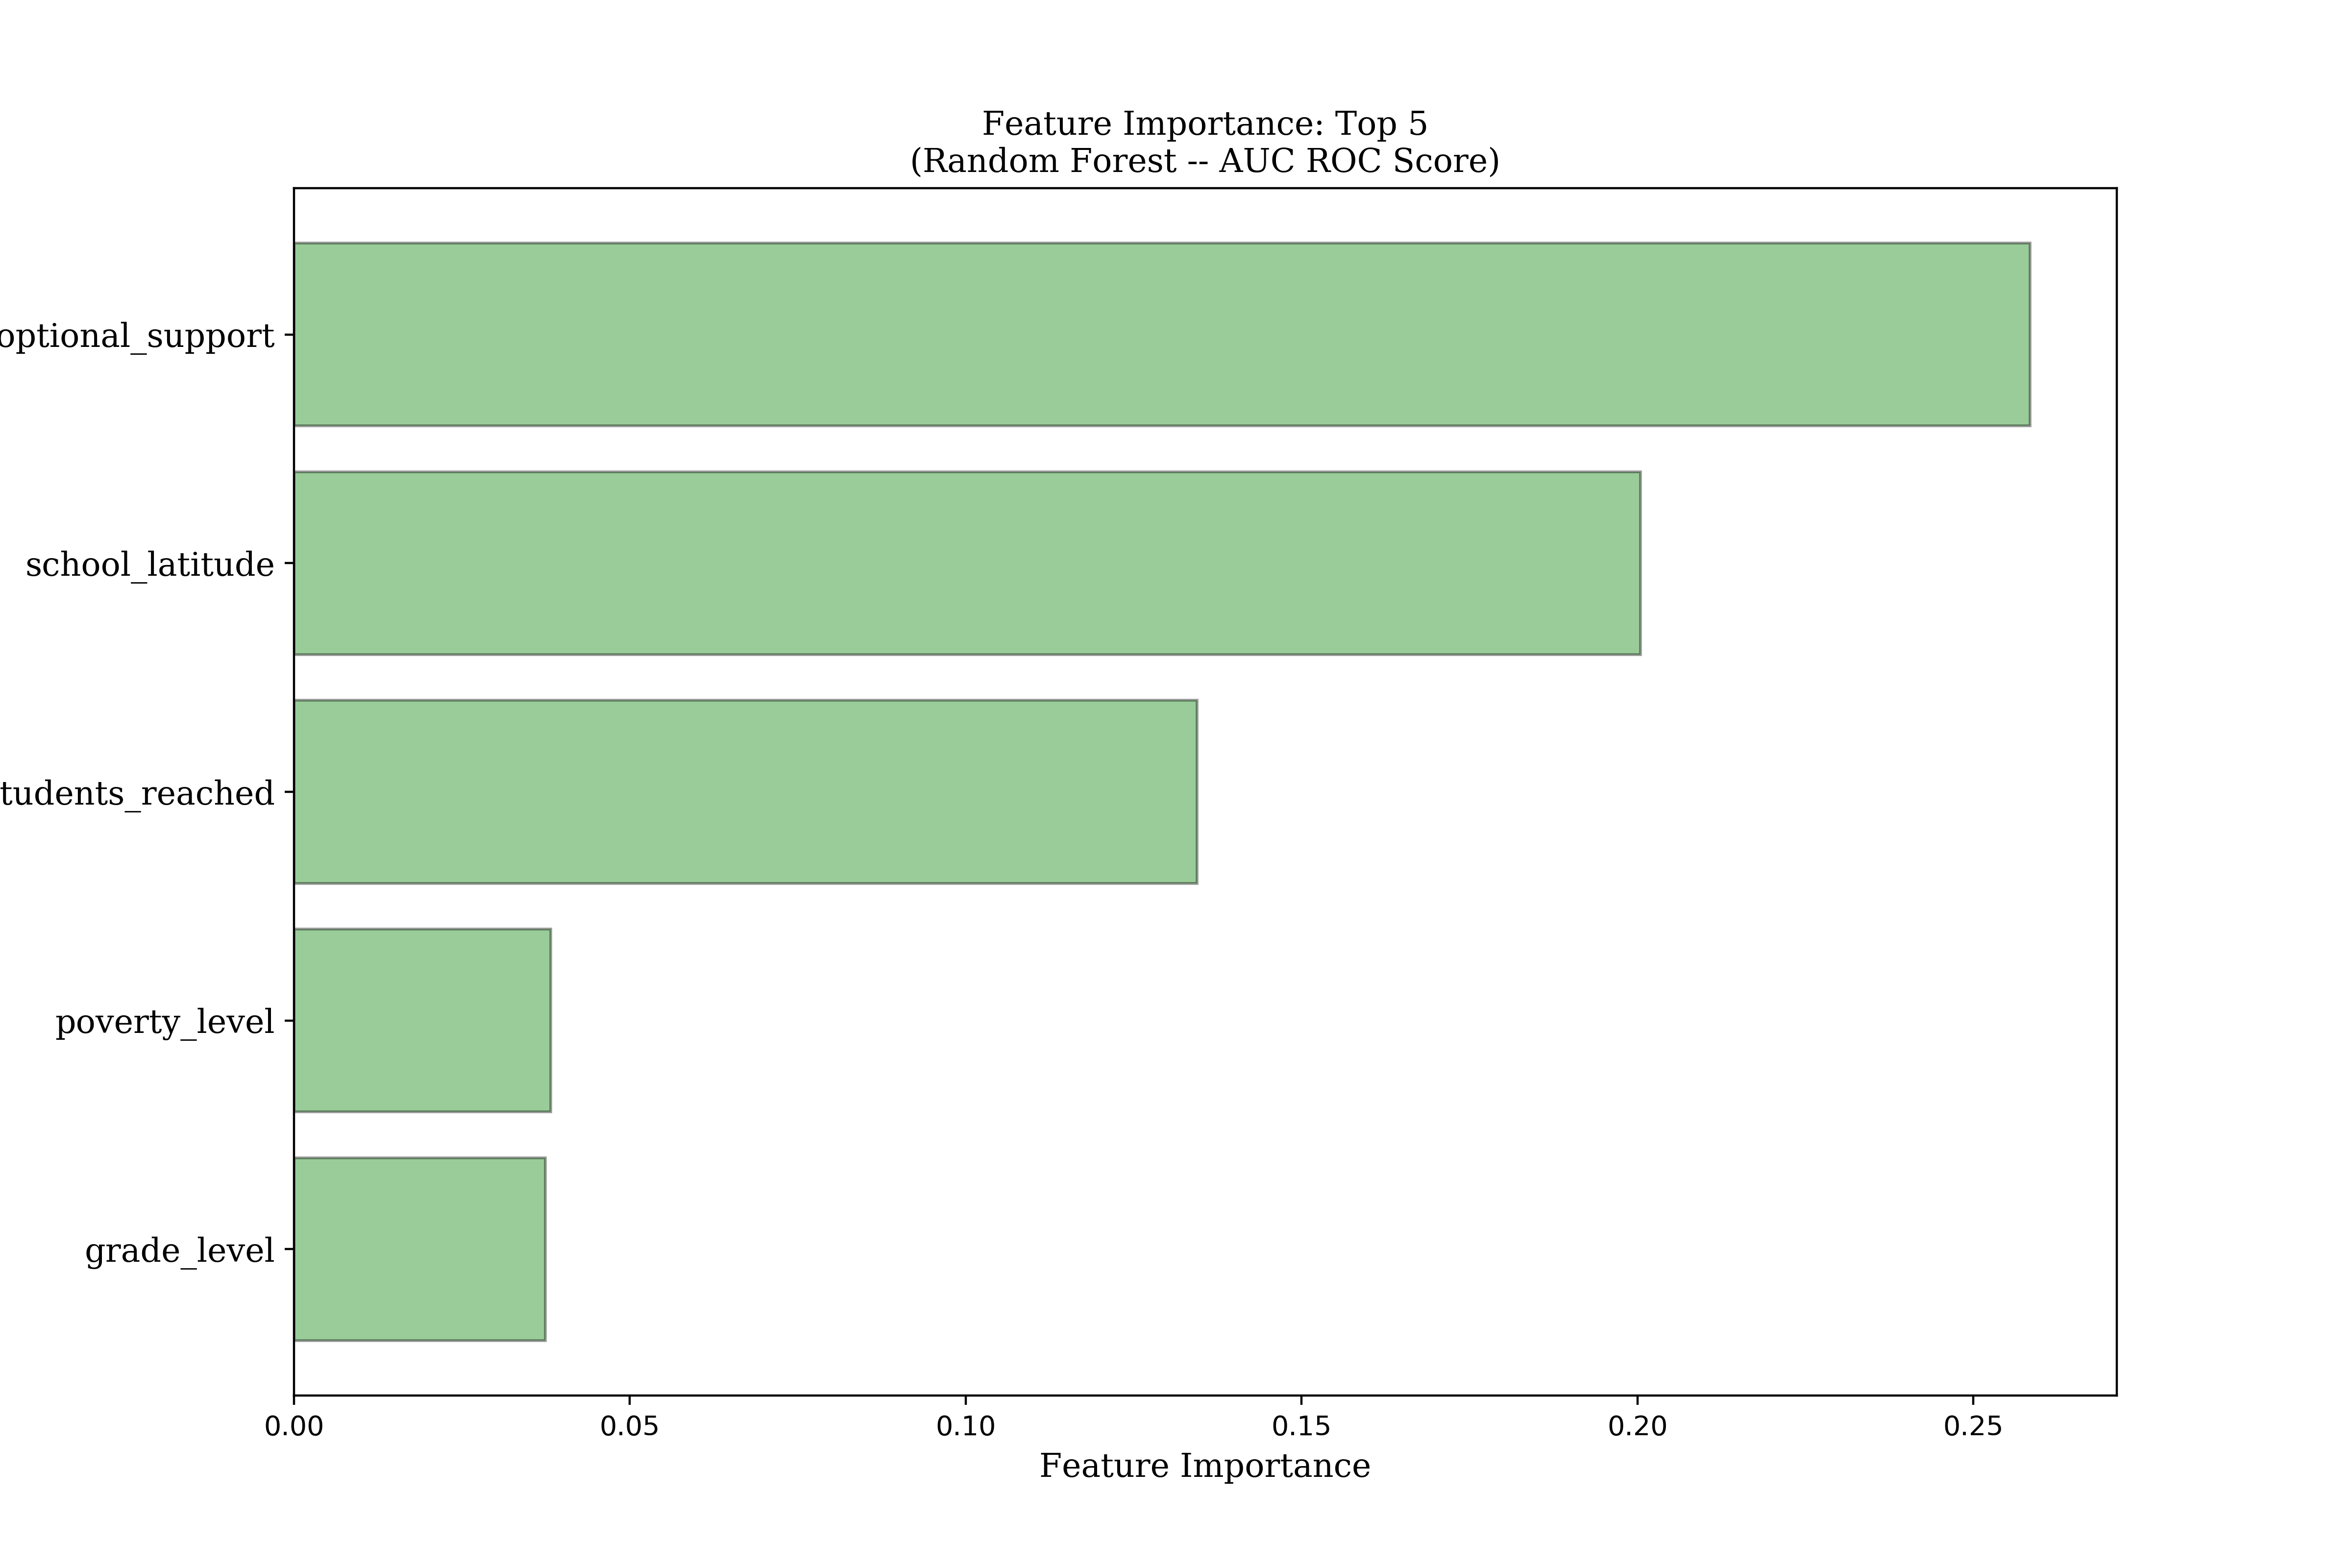 Feature Importance: Top 5
(Random Forest -- AUC ROC Score)
optional_support
school_latitude
tudents_reached
poverty_level
grade_level
0.00 0.05 0.10 0.15 0.20 0.25
Feature Importance